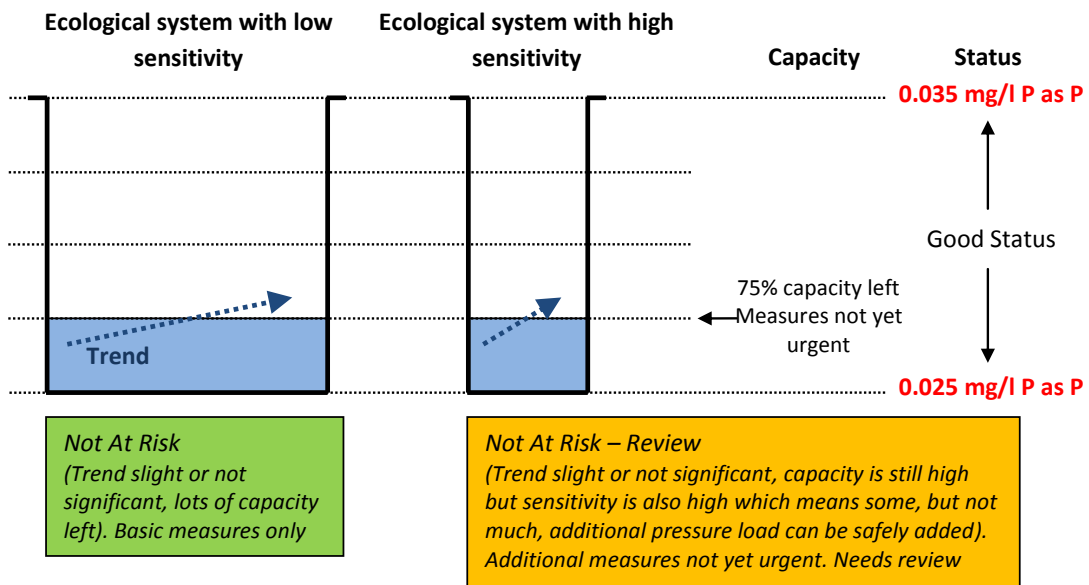 Ecological system with low
sensitivity
Ecological system with high
sensitivity
Capacity
Status
0.035 mg/l P as P
Good Status
75% capacity left
Measures not yet
urgent
Trend
0.025 mg/l P as P
Not At Risk
(Trend slight or not
significant, lots of capacity
left). Basic measures only
Not At Risk – Review
(Trend slight or not significant, capacity is still high
but sensitivity is also high which means some, but not
much, additional pressure load can be safely added).
Additional measures not yet urgent. Needs review